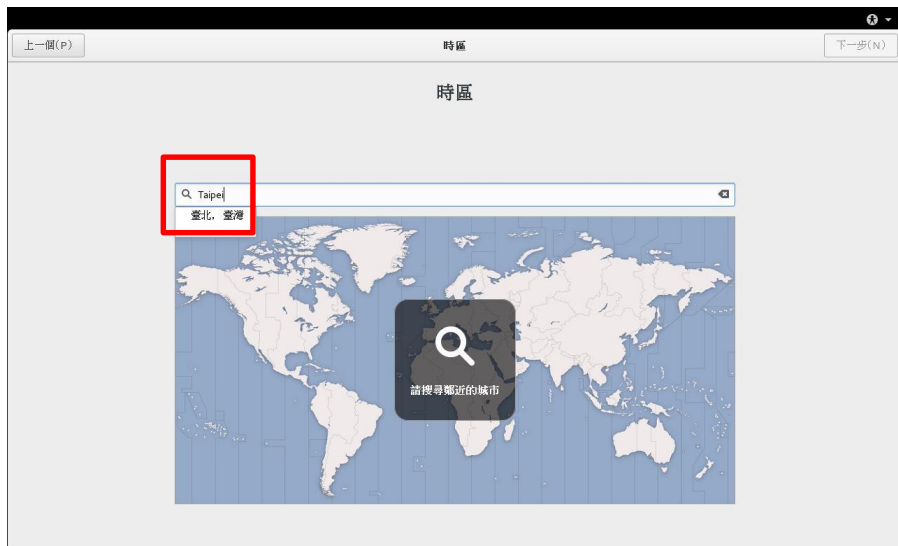 上一個(P)
時區
下一步(N)
時區
Taipei
臺北, 臺灣
請搜尋鄰近的城市